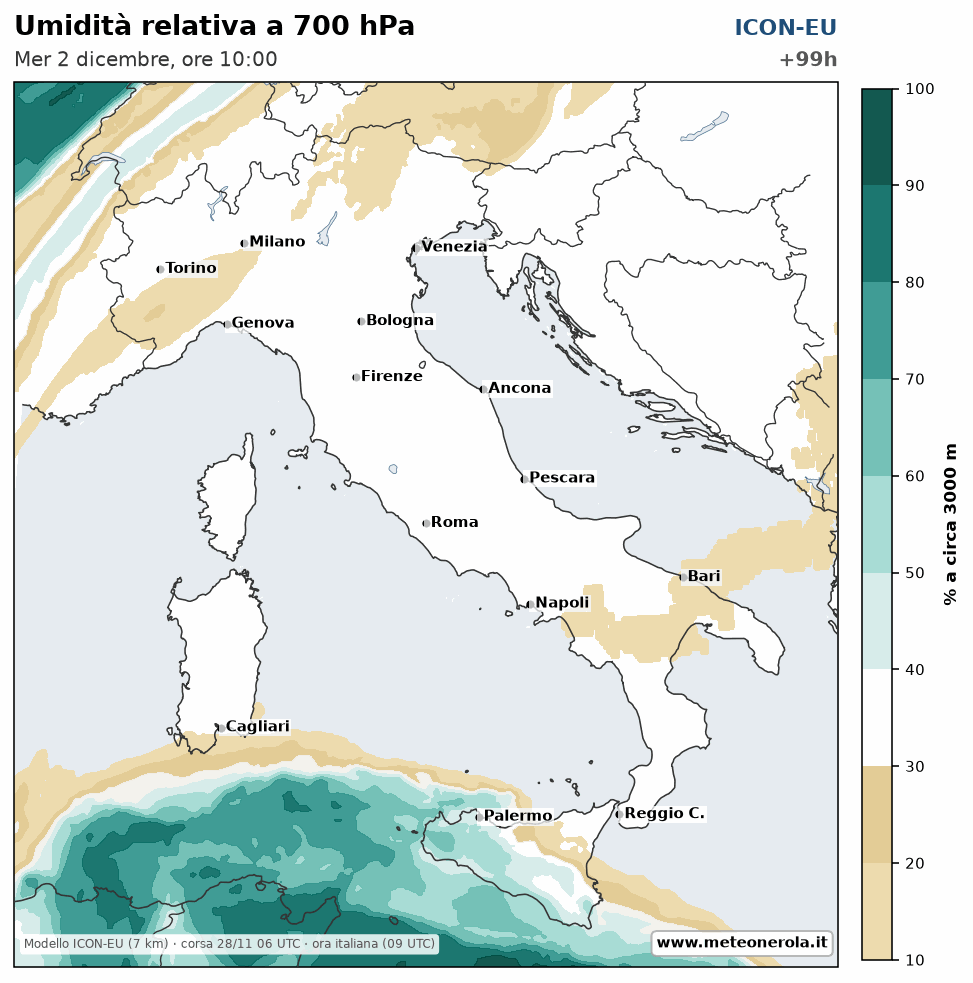 Umidità relativa a 700 hPa
ICON-EU
Mer 2 dicembre, ore 10:00
+99h
100
90
80
70
60
50
40
30
20
10
% a circa 3000 m
Milano
Venezia
Torino
Genova
Bologna
Firenze
Ancona
Pescara
Roma
Bari
Napoli
Cagliari
Palermo
Reggio C.
Modello ICON-EU (7 km) · corsa 28/11 06 UTC · ora italiana (09 UTC)
www.meteonerola.it